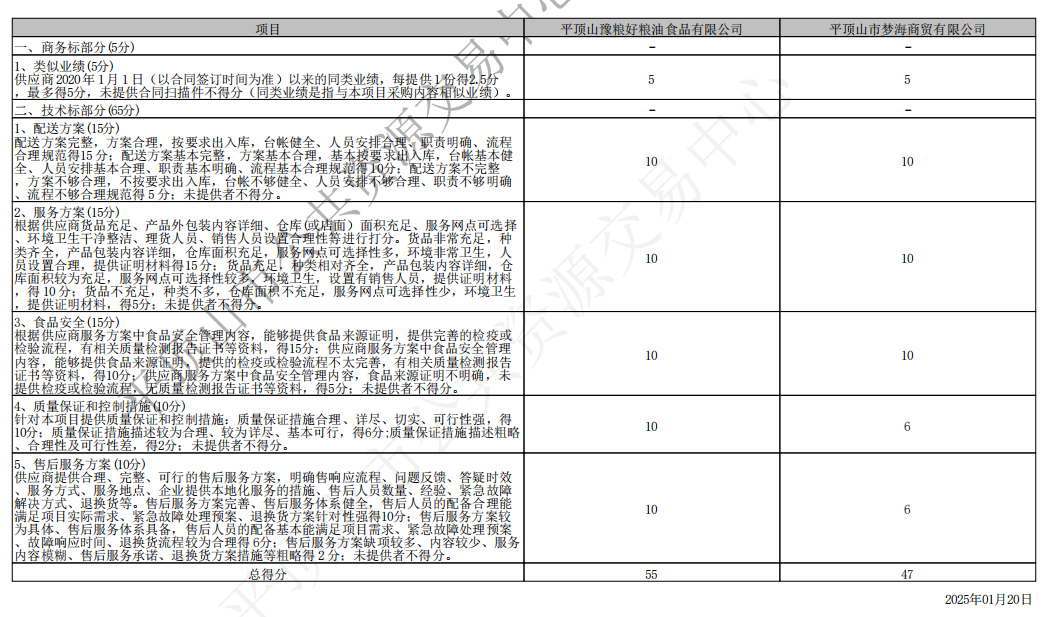 项目 平顶山豫粮好粮油食品有限公司 平顶山市梦海商贸有限公司
一、商务标部分(5分) － －
1、类似业绩(5分)
供应商2020年1月1日（以合同签订时间为准）以来的同类业绩，每提供1份得2.5分
，最多得5分，未提供合同扫描件不得分（同类业绩是指与本项目采购内容相似业绩）。
5 5
二、技术标部分(65分) － －
1、配送方案(15分)
配送方案完整，方案合理，按要求出入库，台帐健全、人员安排合理、职责明确、流程
合理规范得15分；配送方案基本完整，方案基本合理，基本按要求出入库，台帐基本健
全、人员安排基本合理、职责基本明确、流程基本合理规范得10分；配送方案不完整
，方案不够合理，不按要求出入库，台帐不够健全、人员安排不够合理、职责不够明确
、流程不够合理规范得5分；未提供者不得分。
10 10
2、服务方案(15分)
根据供应商货品充足、产品外包装内容详细、仓库(或店面）面积充足、服务网点可选择
、环境卫生干净整洁、理货人员、销售人员设置合理性等进行打分。货品非常充足，种
类齐全，产品包装内容详细，仓库面积充足，服务网点可选择性多，环境非常卫生，人
员设置合理，提供证明材料得15分；货品充足，种类相对齐全，产品包装内容详细，仓
库面积较为充足，服务网点可选择性较多，环境卫生，设置有销售人员，提供证明材料
，得10分；货品不充足，种类不多，仓库面积不充足，服务网点可选择性少，环境卫生
，提供证明材料，得5分；未提供者不得分。
10 10
3、食品安全(15分)
根据供应商服务方案中食品安全管理内容，能够提供食品来源证明，提供完善的检疫或
检验流程，有相关质量检测报告证书等资料，得15分；供应商服务方案中食品安全管理
内容，能够提供食品来源证明，提供的检疫或检验流程不太完善，有相关质量检测报告
证书等资料，得10分；供应商服务方案中食品安全管理内容，食品来源证明不明确，未
提供检疫或检验流程，无质量检测报告证书等资料，得5分；未提供者不得分。
10 10
4、质量保证和控制措施(10分)
针对本项目提供质量保证和控制措施：质量保证措施合理、详尽、切实、可行性强，得
10分；质量保证措施描述较为合理、较为详尽、基本可行，得6分;质量保证措施描述粗略
、合理性及可行性差，得2分；未提供者不得分。
10 6
5、售后服务方案(10分)
供应商提供合理、完整、可行的售后服务方案，明确售响应流程、问题反馈、答疑时效
、服务方式、服务地点、企业提供本地化服务的措施、售后人员数量、经验、紧急故障
解决方式、退换货等。售后服务方案完善、售后服务体系健全，售后人员的配备合理能
满足项目实际需求、紧急故障处理预案、退换货方案针对性强得10分；售后服务方案较
为具体、售后服务体系具备，售后人员的配备基本能满足项目需求、紧急故障处理预案
、故障响应时间、退换货流程较为合理得6分；售后服务方案缺项较多、内容较少、服务
内容模糊、售后服务承诺、退换货方案措施等粗略得2分；未提供者不得分。
10 6
总得分 55 47
2025年01月20日
平顶山市公共资源交易中心
平顶山市公共资源交易中心